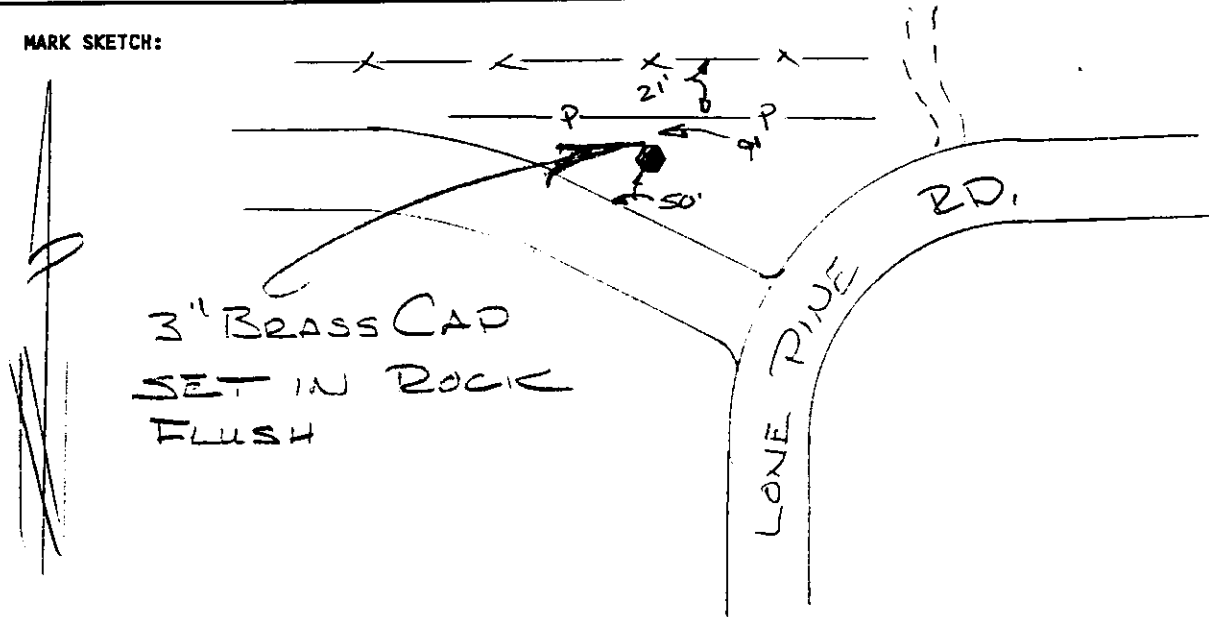 MARK SKETCH:
21'
P P
9'
50'
RD.
LONE PINE
3" BRASS CAP
SET IN ROCK
FLUSH
N